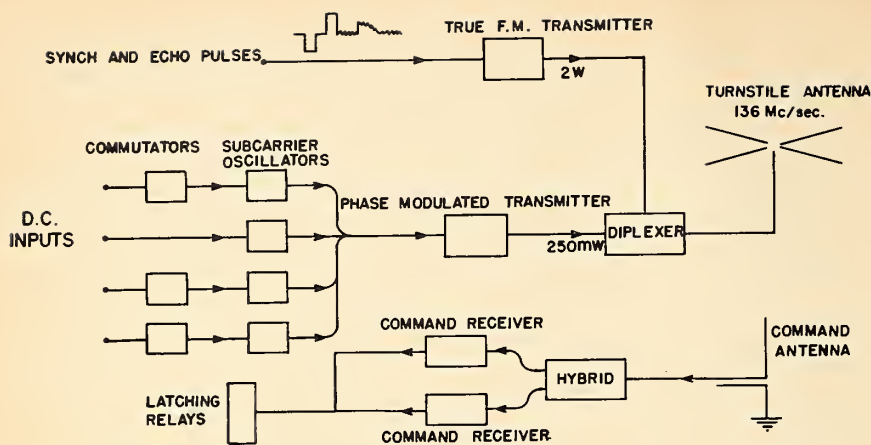 TRUE F.M. TRANSMITTER
SYNCH AND ECHO PULSES
2W
TURNSTILE ANTENNA
136 Mc/sec.
COMMUTATORS
SUBCARRIER
OSCILLATORS
PHASE MODULATED TRANSMITTER
D.C.
INPUTS
250mW
DIPLEXER
COMMAND RECEIVER
COMMAND
ANTENNA
HYBRID
LATCHING
RELAYS
COMMAND RECEIVER